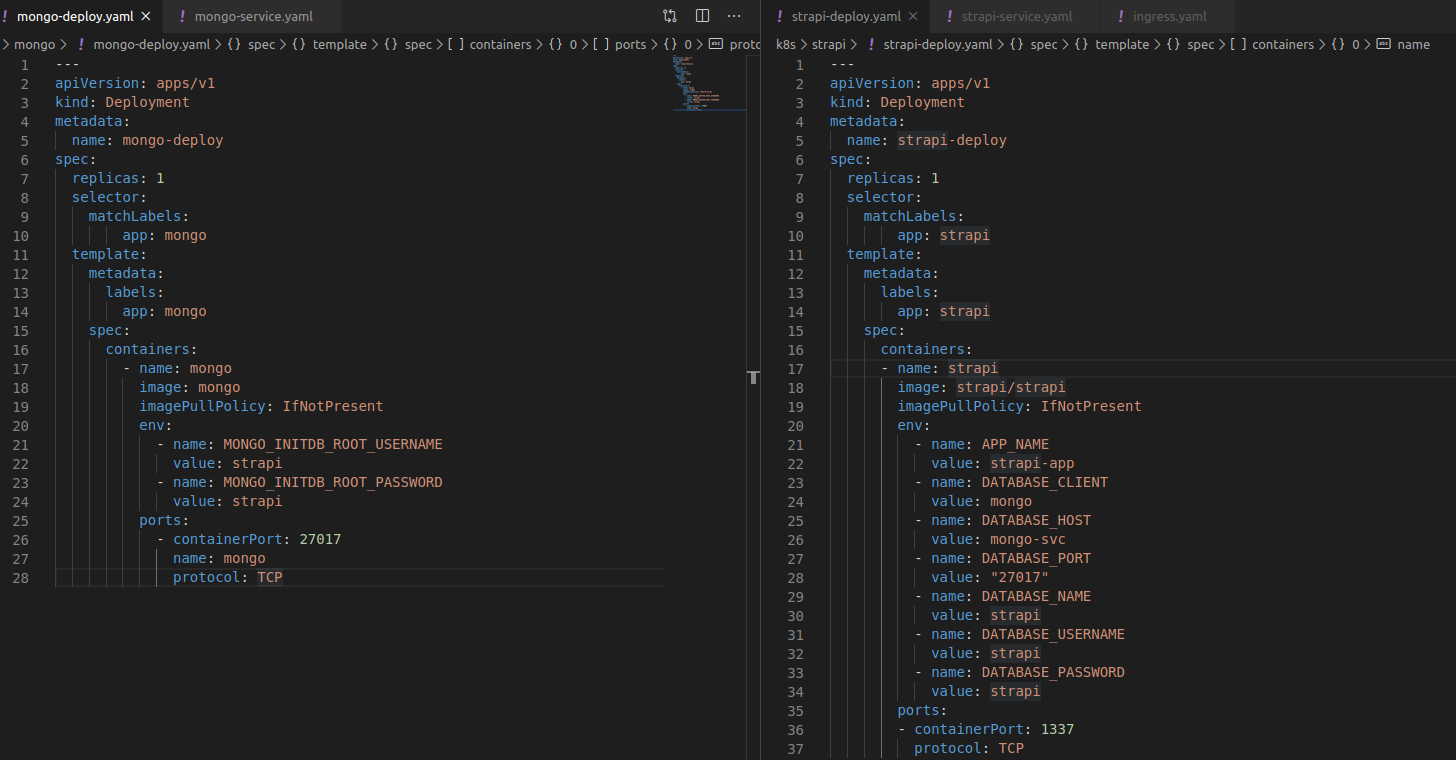 ! mongo-deploy.yaml ×
! mongo-service.yaml
> mongo > ! mongo-deploy.yaml > {} spec > {} template > {} spec > [ ] containers > {} 0 > [ ] ports > {} 0 > abc proto
1 ---
2 apiVersion: apps/v1
3 kind: Deployment
4 metadata:
5   name: mongo-deploy
6 spec:
7   replicas: 1
8   selector:
9     matchLabels:
10         app: mongo
11   template:
12     metadata:
13       labels:
14         app: mongo
15     spec:
16       containers:
17         - name: mongo
18           image: mongo
19           imagePullPolicy: IfNotPresent
20           env:
21             - name: MONGO_INITDB_ROOT_USERNAME
22               value: strapi
23             - name: MONGO_INITDB_ROOT_PASSWORD
24               value: strapi
25           ports:
26             - containerPort: 27017
27               name: mongo
28               protocol: TCP
! strapi-deploy.yaml ×
! strapi-service.yaml
! ingress.yaml
k8s > strapi > ! strapi-deploy.yaml > {} spec > {} template > {} spec > [ ] containers > {} 0 > abc name
1 ---
2 apiVersion: apps/v1
3 kind: Deployment
4 metadata:
5   name: strapi-deploy
6 spec:
7   replicas: 1
8   selector:
9     matchLabels:
10         app: strapi
11   template:
12     metadata:
13       labels:
14         app: strapi
15     spec:
16       containers:
17       - name: strapi
18         image: strapi/strapi
19         imagePullPolicy: IfNotPresent
20         env:
21           - name: APP_NAME
22             value: strapi-app
23           - name: DATABASE_CLIENT
24             value: mongo
25           - name: DATABASE_HOST
26             value: mongo-svc
27           - name: DATABASE_PORT
28             value: "27017"
29           - name: DATABASE_NAME
30             value: strapi
31           - name: DATABASE_USERNAME
32             value: strapi
33           - name: DATABASE_PASSWORD
34             value: strapi
35         ports:
36         - containerPort: 1337
37           protocol: TCP